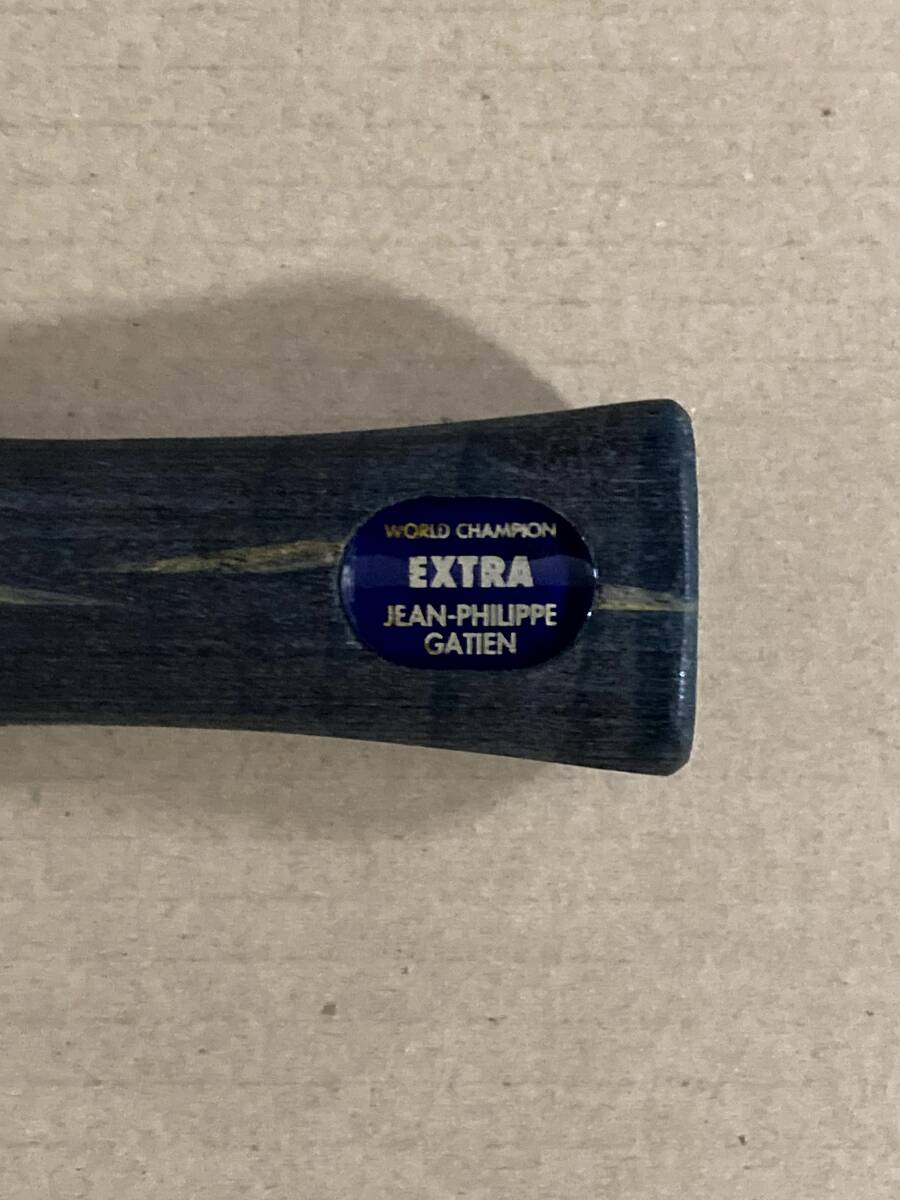 WORLD CHAMPION
EXTRA
JEAN-PHILIPPE
GATIEN